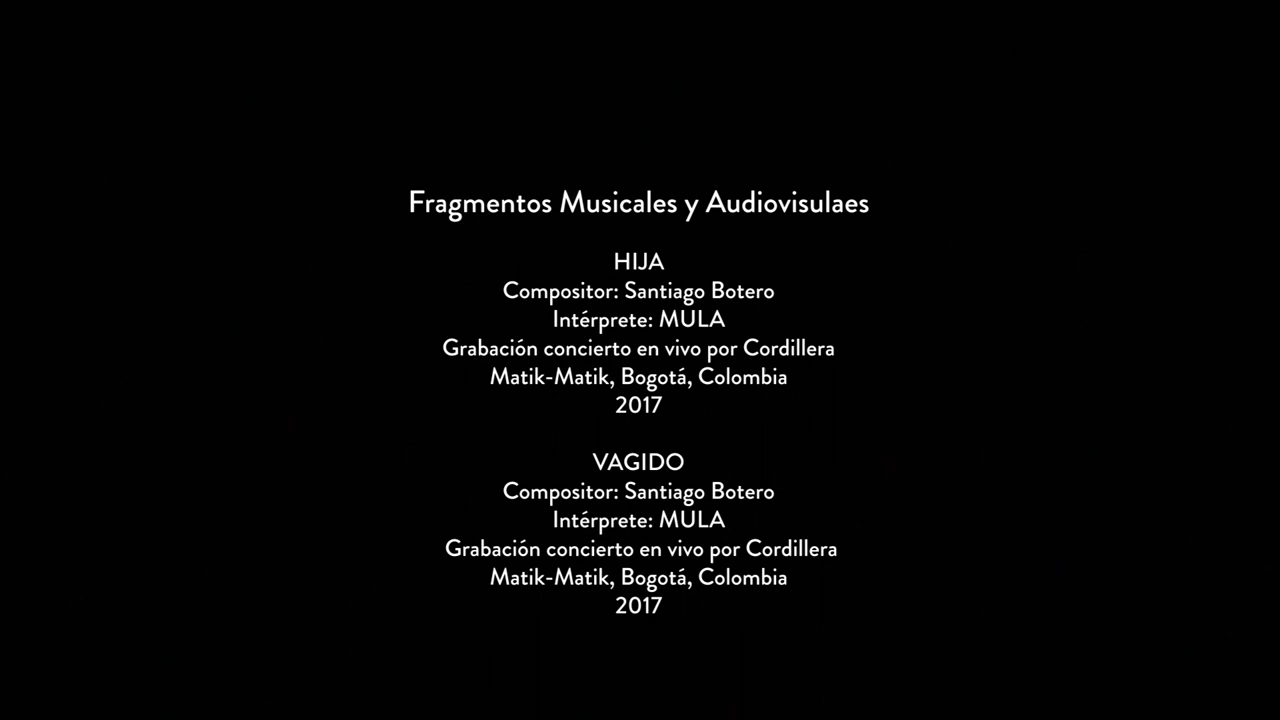 Fragmentos Musicales y Audiovisulaes
HIJA
Compositor: Santiago Botero
Intérprete: MULA
Grabación concierto en vivo por Cordillera
Matik-Matik, Bogotá, Colombia
2017
VAGIDO
Compositor: Santiago Botero
Intérprete: MULA
Grabación concierto en vivo por Cordillera
Matik-Matik, Bogotá, Colombia
2017